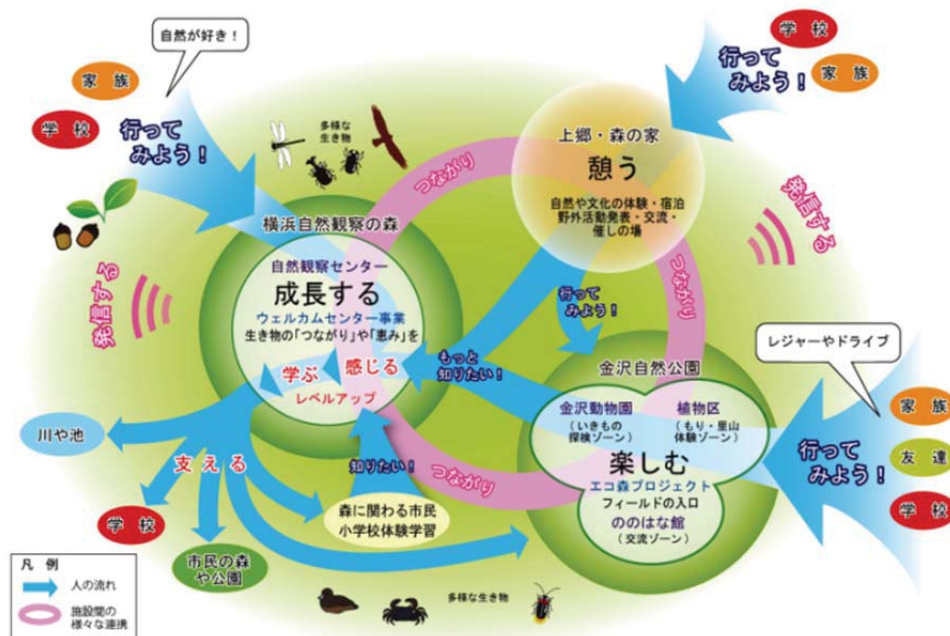 自然が好き！
家族
学校
行って
みよう！
多様な
生き物
つながり
学校
家族
行って
みよう！
上郷・森の家
憩う
自然や文化の体験・宿泊
野外活動発表・交流・
催しの場
発信する
横浜自然観察の森
自然観察センター
成長する
ウェルカムセンター事業
生き物の「つながり」や「恵み」を
学ぶ
感じる
レベルアップ
発信する
つながり
行って
みよう！
もっと
知りたい！
金沢自然公園
金沢動物園
（いきもの
探検ゾーン）
植物区
（もり・里山
体験ゾーン）
楽しむ
エコ森プロジェクト
フィールドの入口
ののはな館
（交流ゾーン）
レジャーやドライブ
家族
友達
学校
行って
みよう！
川や池
支える
知りたい！
つながり
学校
森に関わる市民
小学校体験学習
市民の森
や公園
多様な生き物
凡例
人の流れ
施設間の
様々な連携